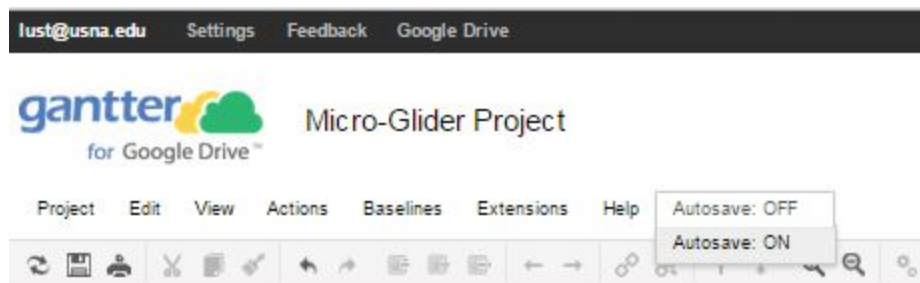 lust@usna.edu Settings Feedback Google Drive
gantter
for Google Drive™
Micro-Glider Project
Project Edit View Actions Baselines Extensions Help Autosave: OFF
Autosave: ON